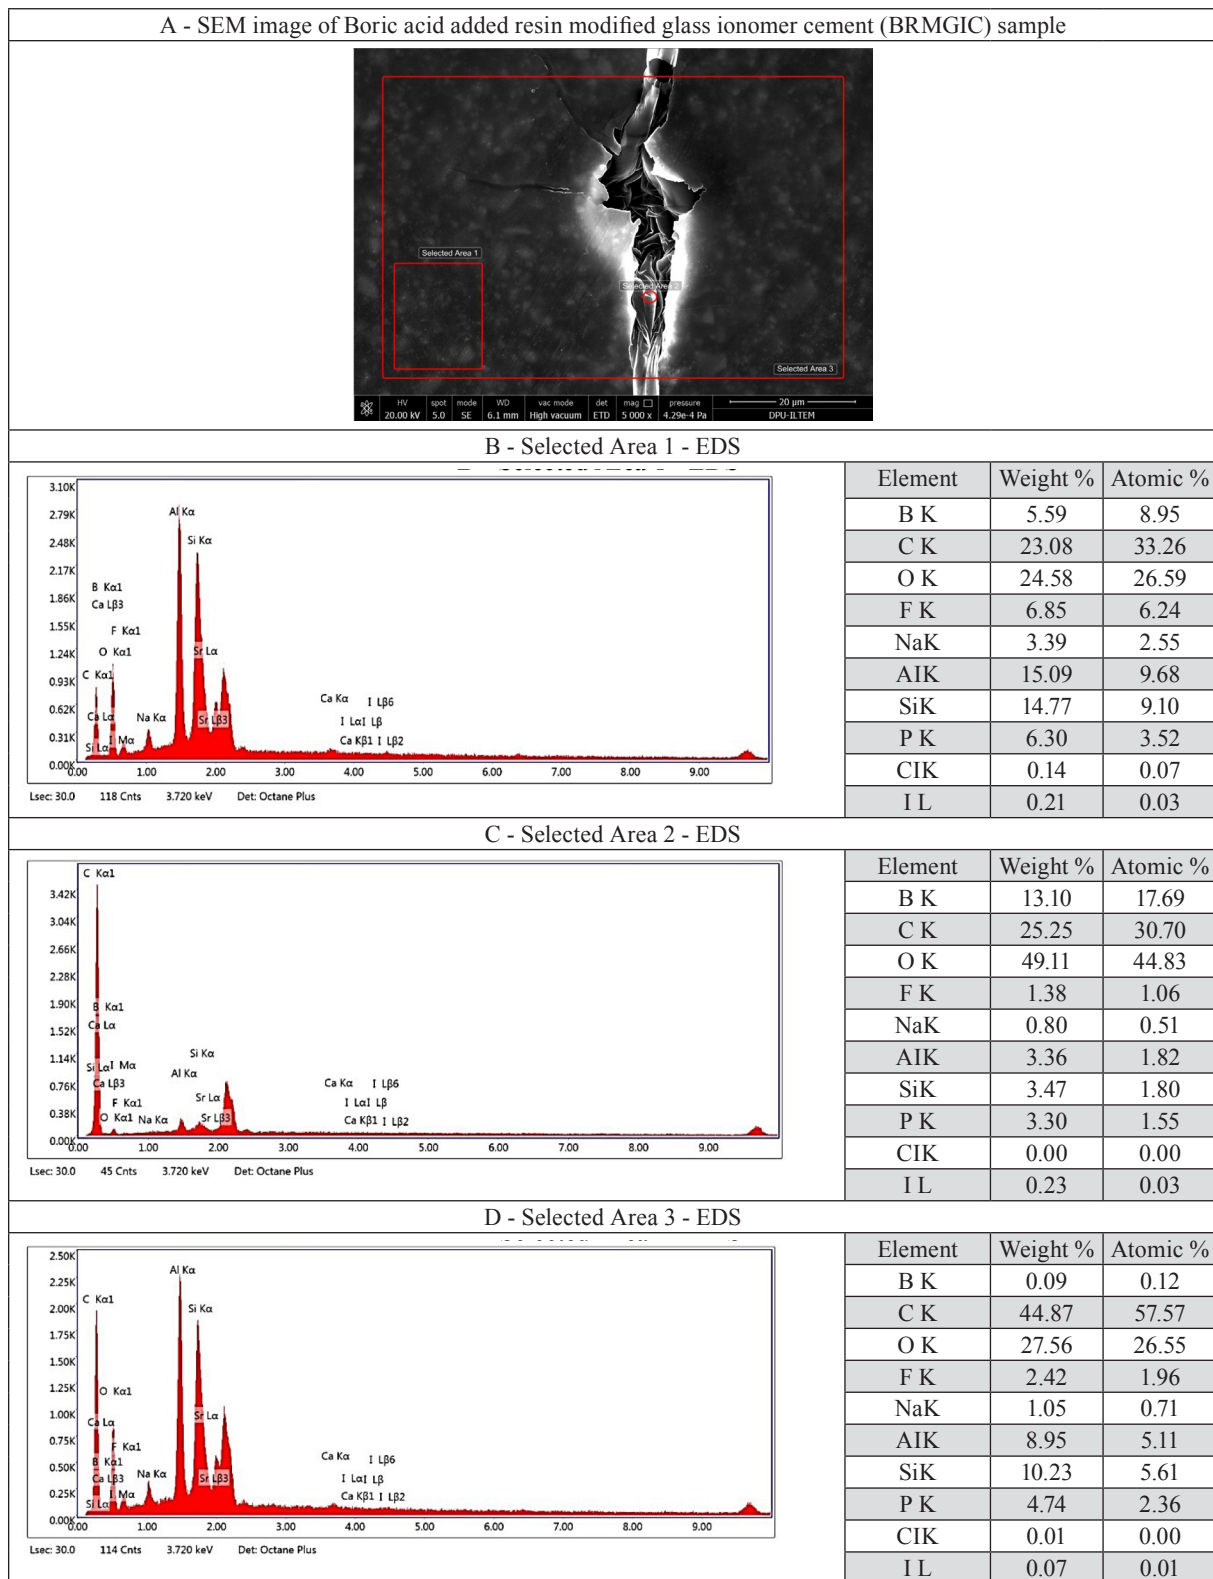 A - SEM image of Boric acid added resin modified glass ionomer cement (BRMGIC) sample
Selected Area 1
Selected Area 2
Selected Area 3
HV spot mode WD vac mode det mag □ pressure 20 µm
20.00 kV 5.0 SE 6.1 mm High vacuum ETD 5 000 x 4.29e-4 Pa DPU-ILTEM
B - Selected Area 1 - EDS
3.10K
2.79K
2.48K
2.17K
1.86K
1.55K
1.24K
0.93K
0.62K
0.31K
0.00K
Al Kα
Si Kα
B Kα1
Ca Lβ3
F Kα1
O Kα1
Sr Lα
C Kα1
Ca Kα I Lβ6
Ca Lα Na Kα Sr Lβ3 I LαI Lβ
Si Lα I Mα Ca Kβ1 I Lβ2
0.00 1.00 2.00 3.00 4.00 5.00 6.00 7.00 8.00 9.00
Lsec: 30.0 118 Cnts 3.720 keV Det: Octane Plus
Element Weight % Atomic %
B K 5.59 8.95
C K 23.08 33.26
O K 24.58 26.59
F K 6.85 6.24
NaK 3.39 2.55
AIK 15.09 9.68
SiK 14.77 9.10
P K 6.30 3.52
CIK 0.14 0.07
I L 0.21 0.03
C - Selected Area 2 - EDS
C Kα1
3.42K
3.04K
2.66K
2.28K
1.90K
1.52K
1.14K
0.76K
0.38K
0.00K
B Kα1
Ca Lα
Si Kα
Si Lα I Mα Al Kα
Ca Lβ3 Ca Kα I Lβ6
F Kα1 Sr Lα I LαI Lβ
O Kα1 Na Kα Sr Lβ3 Ca Kβ1 I Lβ2
0.00 1.00 2.00 3.00 4.00 5.00 6.00 7.00 8.00 9.00
Lsec: 30.0 45 Cnts 3.720 keV Det: Octane Plus
Element Weight % Atomic %
B K 13.10 17.69
C K 25.25 30.70
O K 49.11 44.83
F K 1.38 1.06
NaK 0.80 0.51
AIK 3.36 1.82
SiK 3.47 1.80
P K 3.30 1.55
CIK 0.00 0.00
I L 0.23 0.03
D - Selected Area 3 - EDS
2.50K
2.25K
2.00K
1.75K
1.50K
1.25K
1.00K
0.75K
0.50K
0.25K
0.00K
Al Kα
C Kα1 Si Kα
O Kα1
Ca Lα Sr Lα
F Kα1 Ca Kα I Lβ6
B Kα1
Ca Lβ3 Na Kα Sr Lβ3 I LαI Lβ
I Mα Ca Kβ1 I Lβ2
Si Lα
0.00 1.00 2.00 3.00 4.00 5.00 6.00 7.00 8.00 9.00
Lsec: 30.0 114 Cnts 3.720 keV Det: Octane Plus
Element Weight % Atomic %
B K 0.09 0.12
C K 44.87 57.57
O K 27.56 26.55
F K 2.42 1.96
NaK 1.05 0.71
AIK 8.95 5.11
SiK 10.23 5.61
P K 4.74 2.36
CIK 0.01 0.00
I L 0.07 0.01